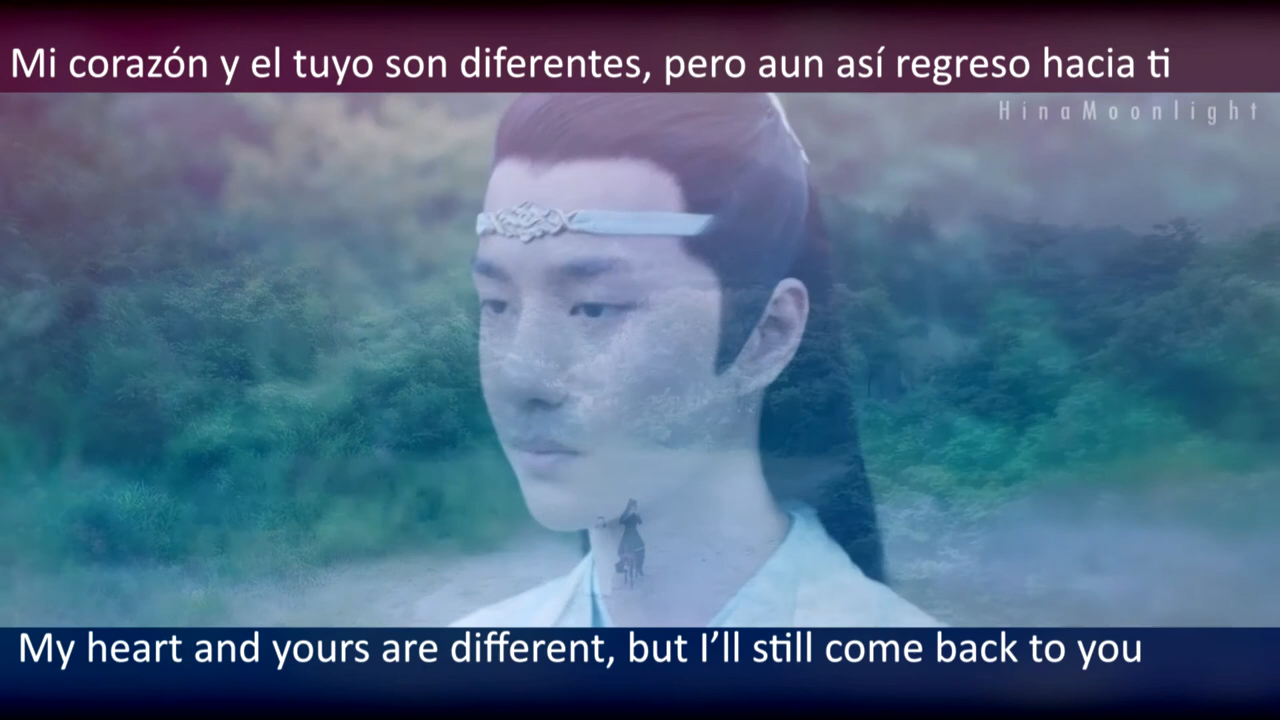 Mi corazón y el tuyo son diferentes, pero aun así regreso hacia ti
HinaMoonlight
My heart and yours are different, but I’ll still come back to you